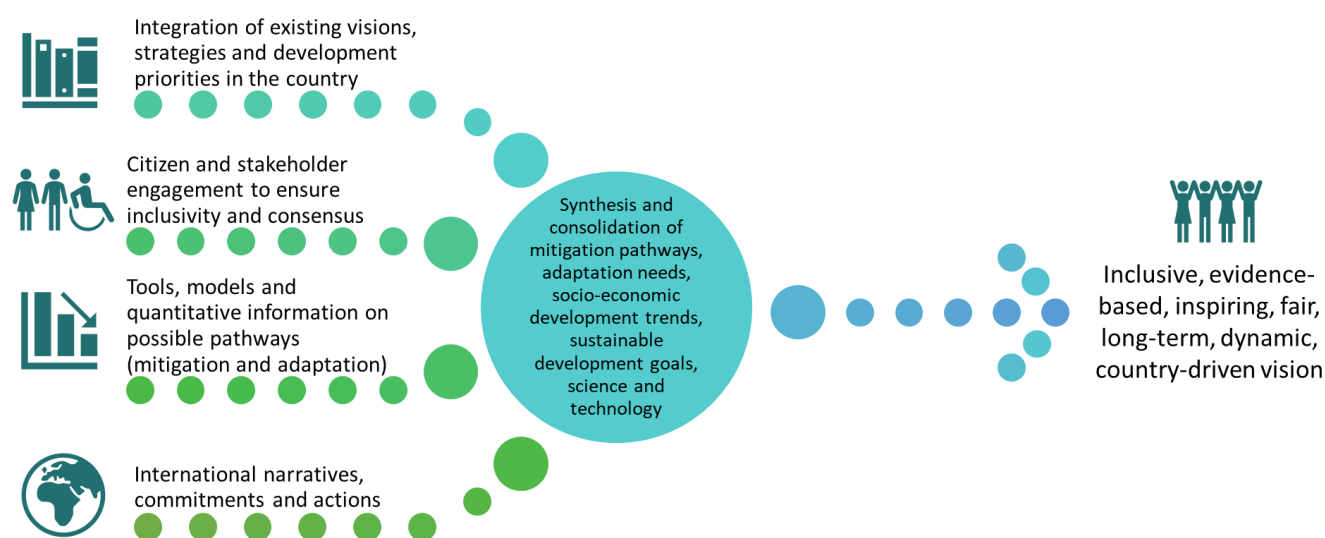 Integration of existing visions,
strategies and development
priorities in the country
Citizen and stakeholder
engagement to ensure
inclusivity and consensus
Tools, models and
quantitative information on
possible pathways
(mitigation and adaptation)
International narratives,
commitments and actions
Synthesis and
consolidation of
mitigation pathways,
adaptation needs,
socio-economic
development trends,
sustainable
development goals,
science and
technology
Inclusive, evidence-
based, inspiring, fair,
long-term, dynamic,
country-driven vision